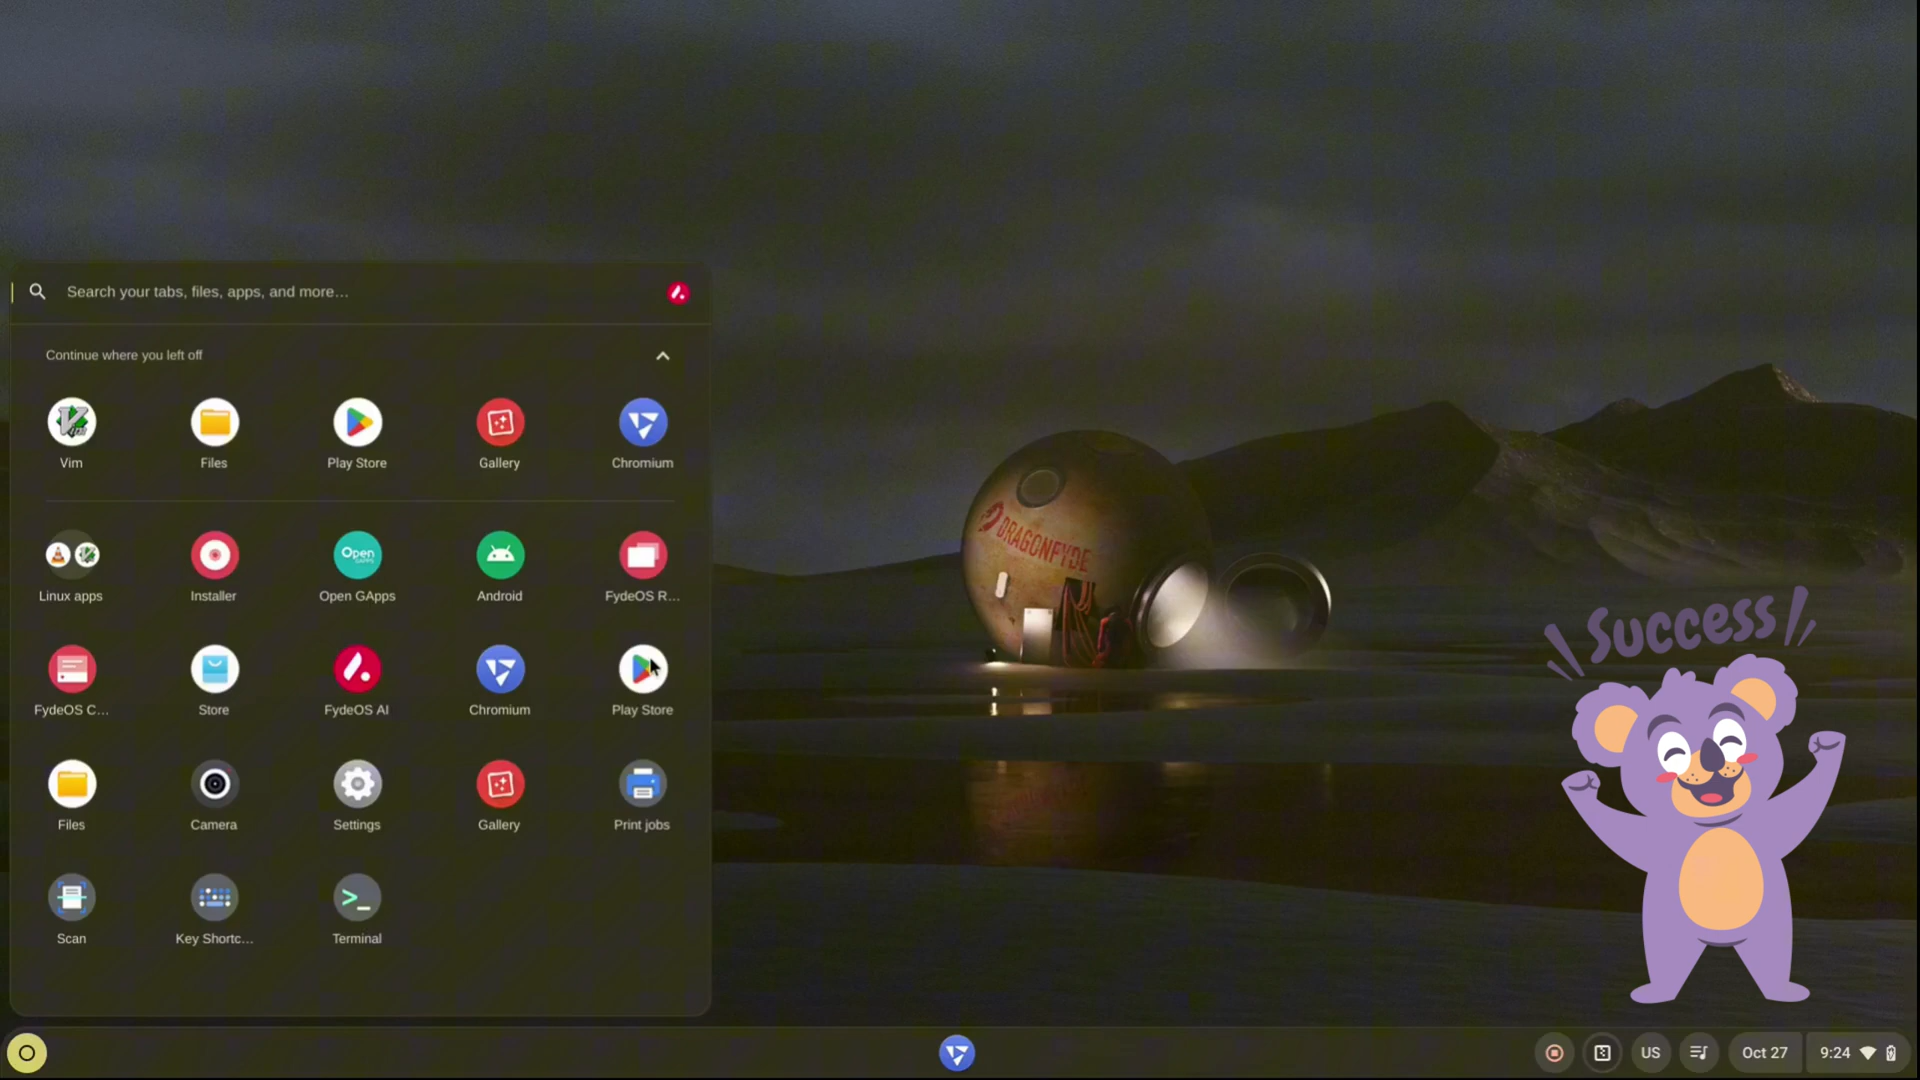 Search your tabs, files, apps, and more...
Continue where you left off
Vim
Files
Play Store
Gallery
Chromium
Open
GAPPS
Linux apps
Installer
Open GApps
Android
FydeOS R...
FydeOS C...
Store
FydeOS AI
Chromium
Play Store
Files
Camera
Settings
Gallery
Print jobs
>_
Scan
Key Shortc...
Terminal
DRAGONFYDE
Success
US
Oct 27
9:24